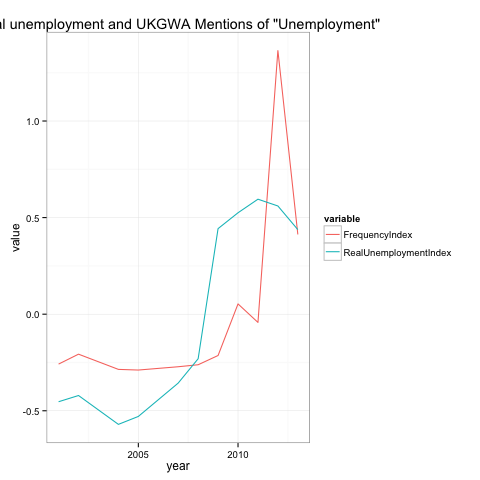 al unemployment and UKGWA Mentions of "Unemployment"
1.0
0.5
0.0
-0.5
value
2005 2010
year
variable
FrequencyIndex
RealUnemploymentIndex